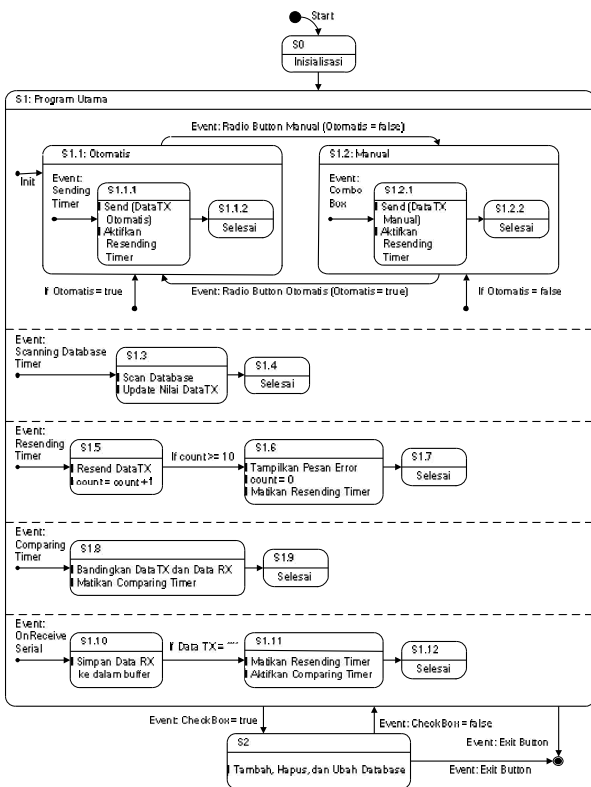 Start
S0
Inisialisasi
S1: Program Utama
Event: Radio Button Manual (Otomatis = false)
Init
S1.1: Otomatis
Event:
Sending
Timer
S1.1.1
Send (DataTX
Otomatis)
Aktifkan
Resending
Timer
S1.1.2
Selesai
S1.2: Manual
Event:
Combo
Box
S1.2.1
Send (DataTX
Manual)
Aktifkan
Resending
Timer
S1.2.2
Selesai
If Otomatis = true
Event: Radio Button Otomatis (Otomatis = true)
If Otomatis = false
Event:
Scanning Database
Timer
S1.3
Scan Database
Update Nilai DataTX
S1.4
Selesai
Event:
Resending
Timer
S1.5
Resend DataTX
count = count +1
If count >= 10
S1.6
Tampilkan Pesan Error
count = 0
Matikan Resending Timer
S1.7
Selesai
Event:
Comparing
Timer
S1.8
Bandingkan DataTX dan Data RX
Matikan Comparing Timer
S1.9
Selesai
Event:
OnReceive
Serial
S1.10
Simpan Data RX
ke dalam buffer
If Data TX = ""
S1.11
Matikan Resending Timer
Aktifkan Comparing Timer
S1.12
Selesai
Event: CheckBox = true
Event: CheckBox = false
Event: Exit Button
S2
Tambah, Hapus, dan Ubah Database
Event: Exit Button